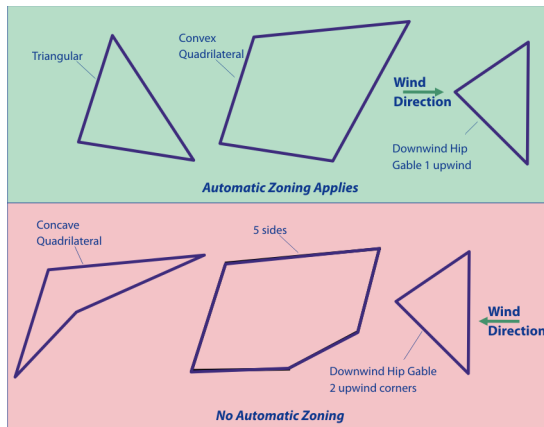 Convex
Quadrilateral
Triangular
Wind
Direction
Downwind Hip
Gable 1 upwind
Automatic Zoning Applies
Concave
Quadrilateral
5 sides
Wind
Direction
Downwind Hip Gable
2 upwind corners
No Automatic Zoning